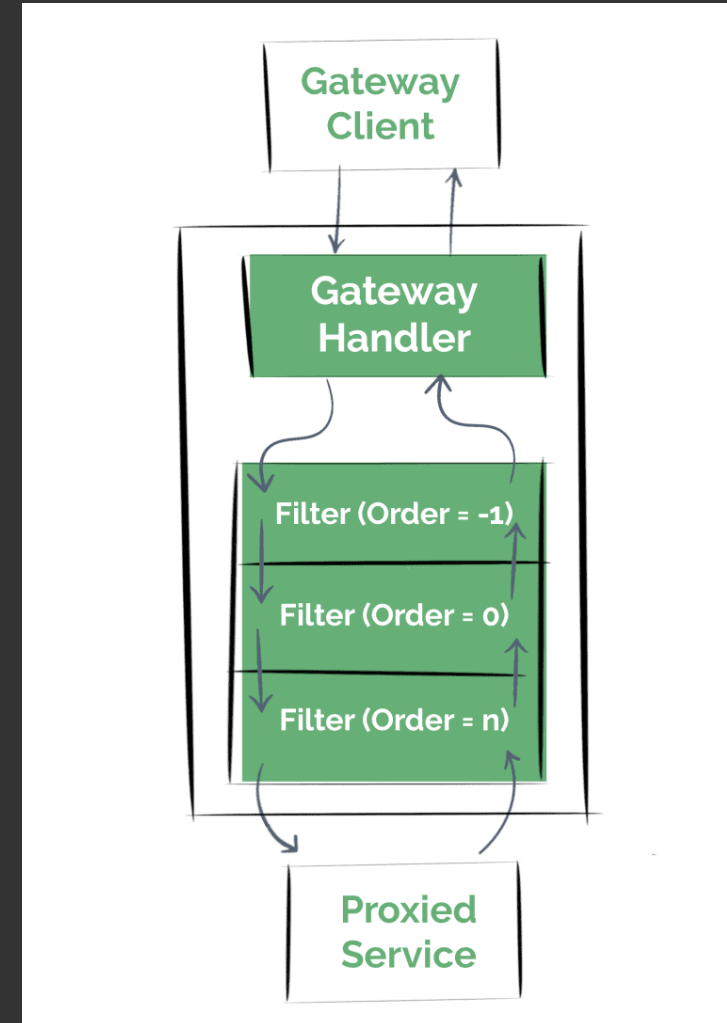 Gateway
Client
Gateway
Handler
Filter (Order = -1)
Filter (Order = 0)
Filter (Order = n)
Proxied
Service